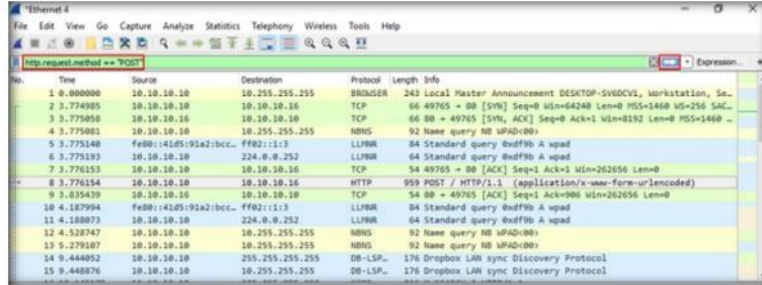 *Ethernet 4
File Edit View Go Capture Analyze Statistics Telephony Wireless Tools Help
http.request.method == "POST" Expression...
No. Time Source Destination Protocol Length Info
1 0.000000 10.10.10.10 10.255.255.255 BROWSER 243 Local Master Announcement DESKTOP-SV6DCV1, Workstation, Se...
2 3.774985 10.10.10.10 10.10.10.16 TCP 66 49765 → 80 [SYN] Seq=0 Win=64240 Len=0 MSS=1460 WS=256 SAC...
3 3.775058 10.10.10.16 10.10.10.10 TCP 66 80 → 49765 [SYN, ACK] Seq=0 Ack=1 Win=8192 Len=0 MSS=1460 ...
4 3.775081 10.10.10.10 10.255.255.255 NBNS 92 Name query NB WPAD<00>
5 3.775140 fe80::41d5:91a2:bcc… ff02::1:3 LLMNR 84 Standard query 0xdf9b A wpad
6 3.775193 10.10.10.10 224.0.0.252 LLMNR 64 Standard query 0xdf9b A wpad
7 3.776153 10.10.10.10 10.10.10.16 TCP 54 49765 → 80 [ACK] Seq=1 Ack=1 Win=262656 Len=0
8 3.776154 10.10.10.10 10.10.10.16 HTTP 959 POST / HTTP/1.1 (application/x-www-form-urlencoded)
9 3.835439 10.10.10.16 10.10.10.10 TCP 54 80 → 49765 [ACK] Seq=1 Ack=906 Win=262656 Len=0
10 4.187994 fe80::41d5:91a2:bcc… ff02::1:3 LLMNR 84 Standard query 0xdf9b A wpad
11 4.188073 10.10.10.10 224.0.0.252 LLMNR 64 Standard query 0xdf9b A wpad
12 4.528747 10.10.10.10 10.255.255.255 NBNS 92 Name query NB WPAD<00>
13 5.279107 10.10.10.10 10.255.255.255 NBNS 92 Name query NB WPAD<00>
14 9.444052 10.10.10.10 255.255.255.255 DB-LSP… 176 Dropbox LAN sync Discovery Protocol
15 9.448876 10.10.10.10 10.255.255.255 DB-LSP… 176 Dropbox LAN sync Discovery Protocol